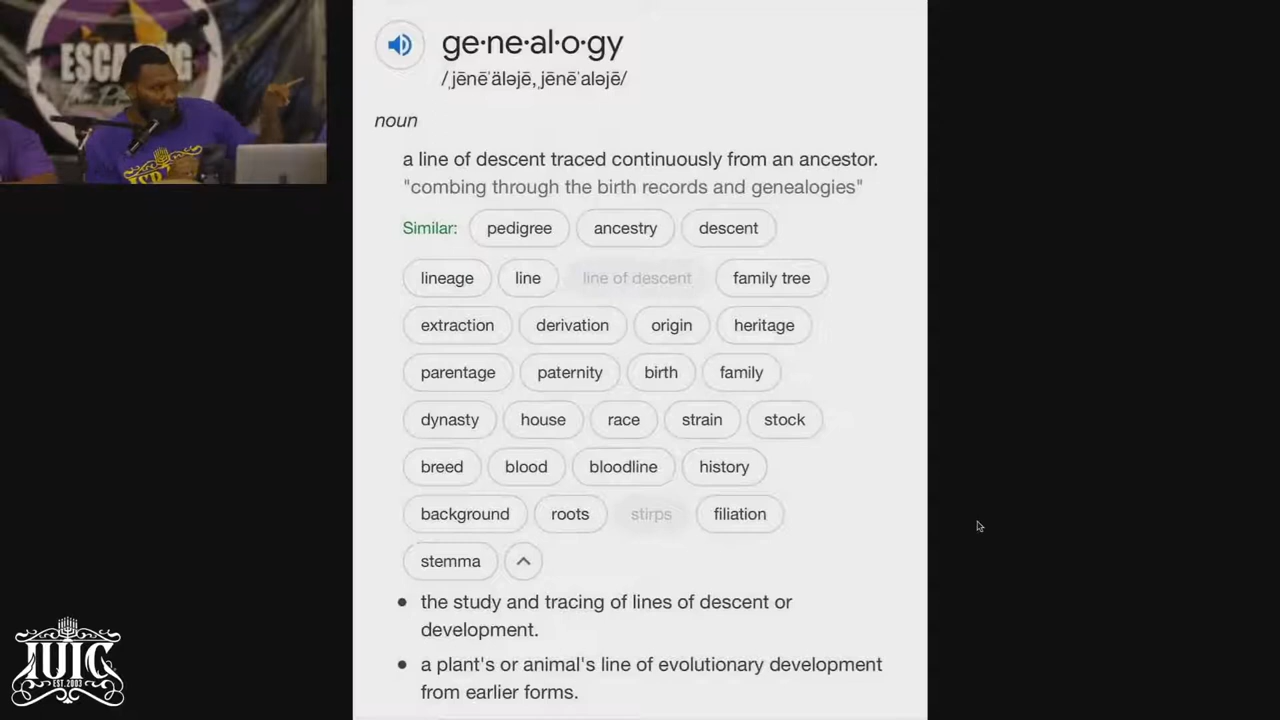 ge·ne·al·o·gy
/ˌjēnēˈäləjē,ˌjēnēˈaləjē/
noun
a line of descent traced continuously from an ancestor.
"combing through the birth records and genealogies"
Similar: pedigree ancestry descent
lineage line line of descent family tree
extraction derivation origin heritage
parentage paternity birth family
dynasty house race strain stock
breed blood bloodline history
background roots stirps filiation
stemma
• the study and tracing of lines of descent or
development.
• a plant's or animal's line of evolutionary development
from earlier forms.
IUIC
EST. 2003